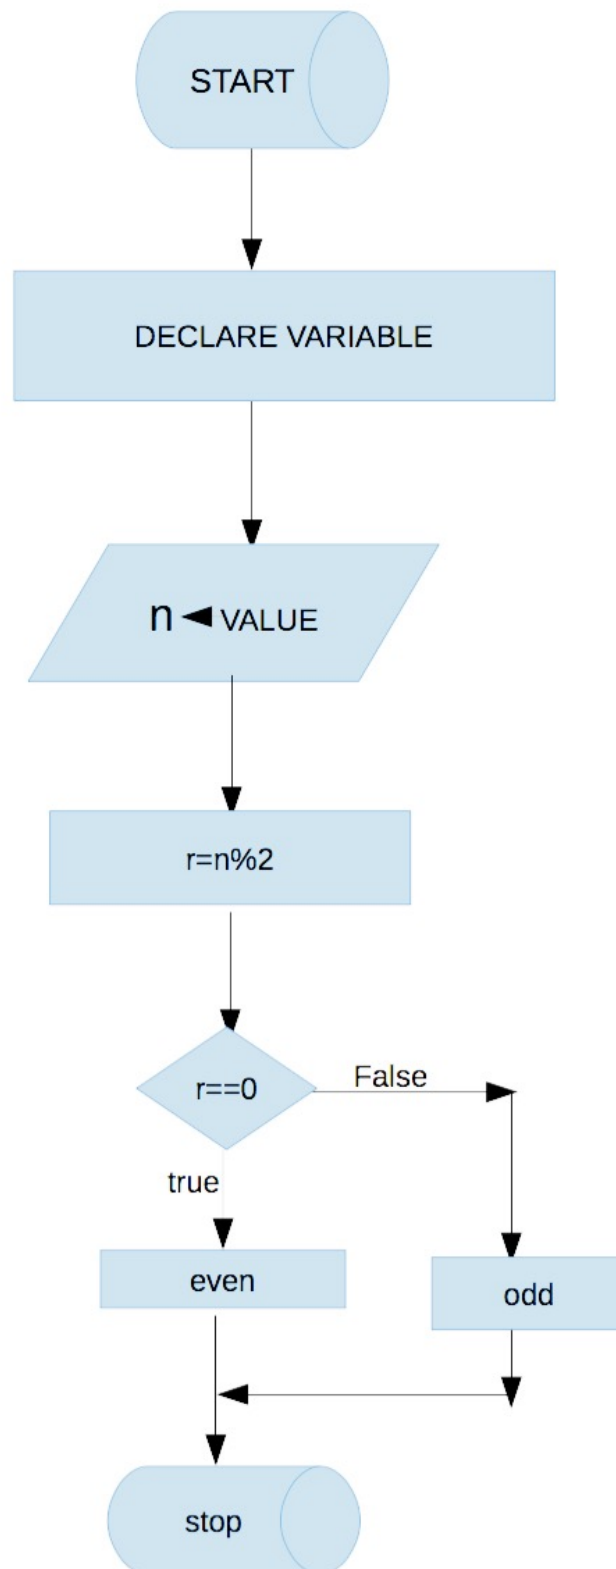 START
DECLARE VARIABLE
n VALUE
r=n%2
r==0
False
true
even
odd
stop